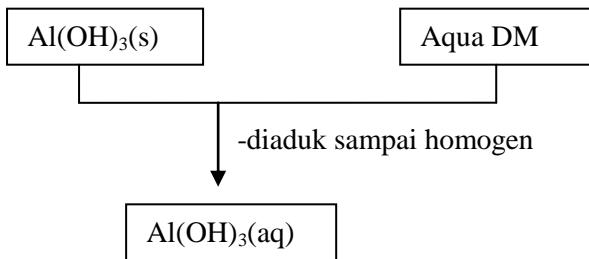 Al(OH)₃(s)
Aqua DM
-diaduk sampai homogen
Al(OH)₃(aq)